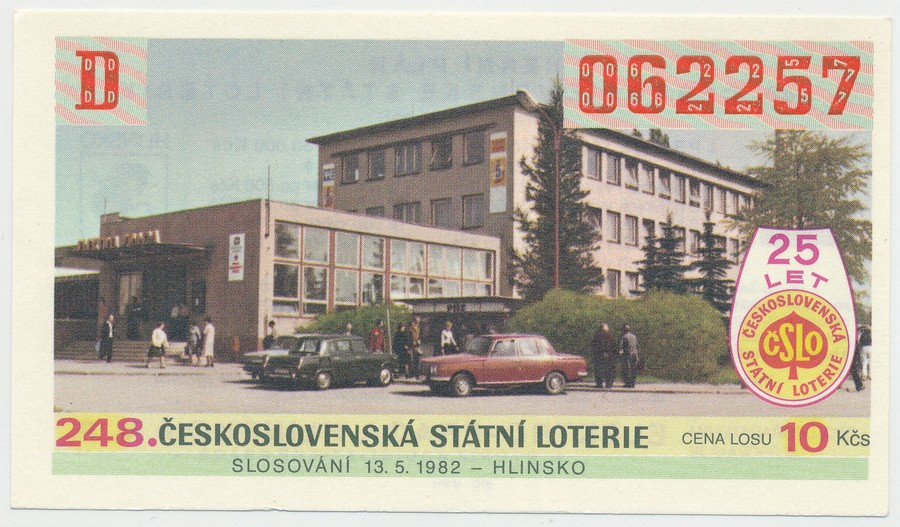 D
062257
25
LET
ČESKOSLOVENSKÁ
ČSLO
STÁTNÍ LOTERIE
248. ČESKOSLOVENSKÁ STÁTNÍ LOTERIE CENA LOSU 10 Kčs
SLOSOVÁNÍ 13. 5. 1982 – HLINSKO